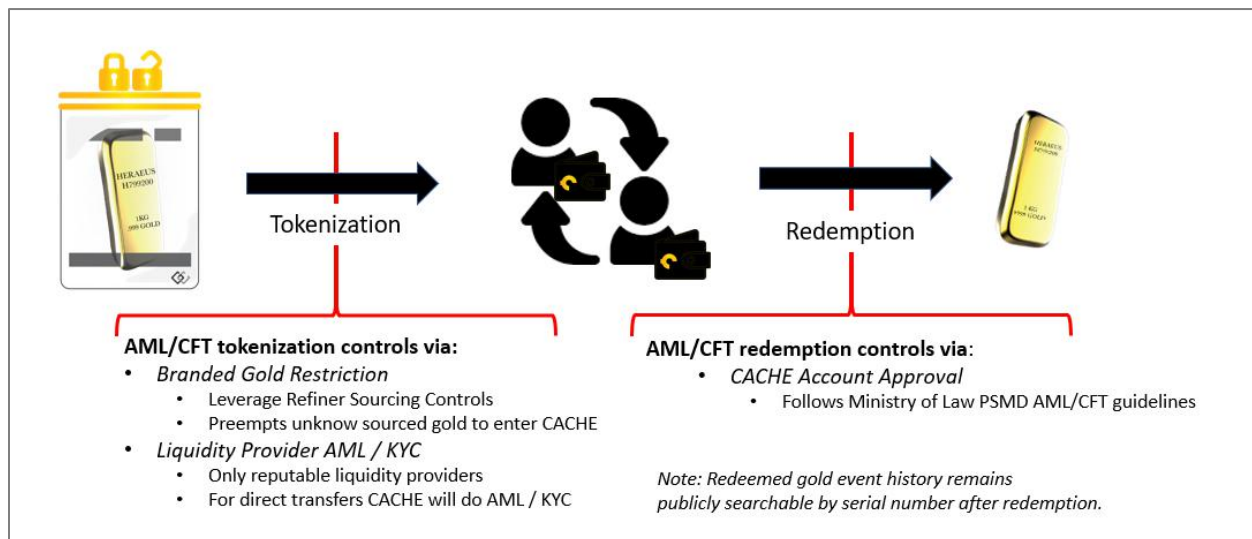 HERAEUS
H799200
1KG
.999 GOLD
Tokenization
Redemption
HERAEUS
H799200
1 KG
.999 GOLD
AML/CFT tokenization controls via:
• Branded Gold Restriction
• Leverage Refiner Sourcing Controls
• Preempts unknow sourced gold to enter CACHE
• Liquidity Provider AML / KYC
• Only reputable liquidity providers
• For direct transfers CACHE will do AML / KYC
AML/CFT redemption controls via:
• CACHE Account Approval
• Follows Ministry of Law PSMD AML/CFT guidelines
Note: Redeemed gold event history remains
publicly searchable by serial number after redemption.